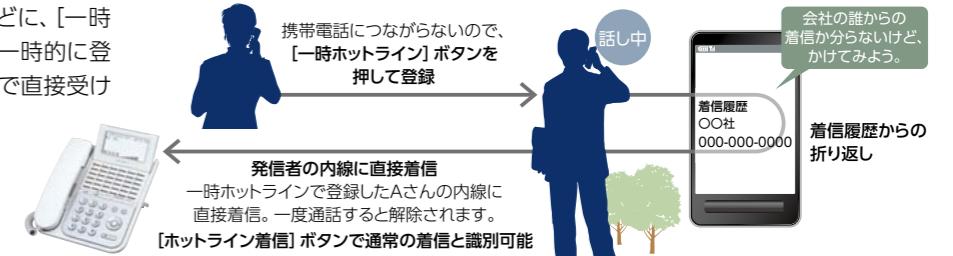 どに、［一時
一時的に登
で直接受け
携帯電話につながらないので、
［一時ホットライン］ボタンを
押して登録
話し中
会社の誰からの
着信か分らないけど、
かけてみよう。
着信履歴
〇〇社
000-000-0000
着信履歴からの
折り返し
発信者の内線に直接着信
一時ホットラインで登録したAさんの内線に
直接着信。一度通話すると解除されます。
［ホットライン着信］ボタンで通常の着信と識別可能